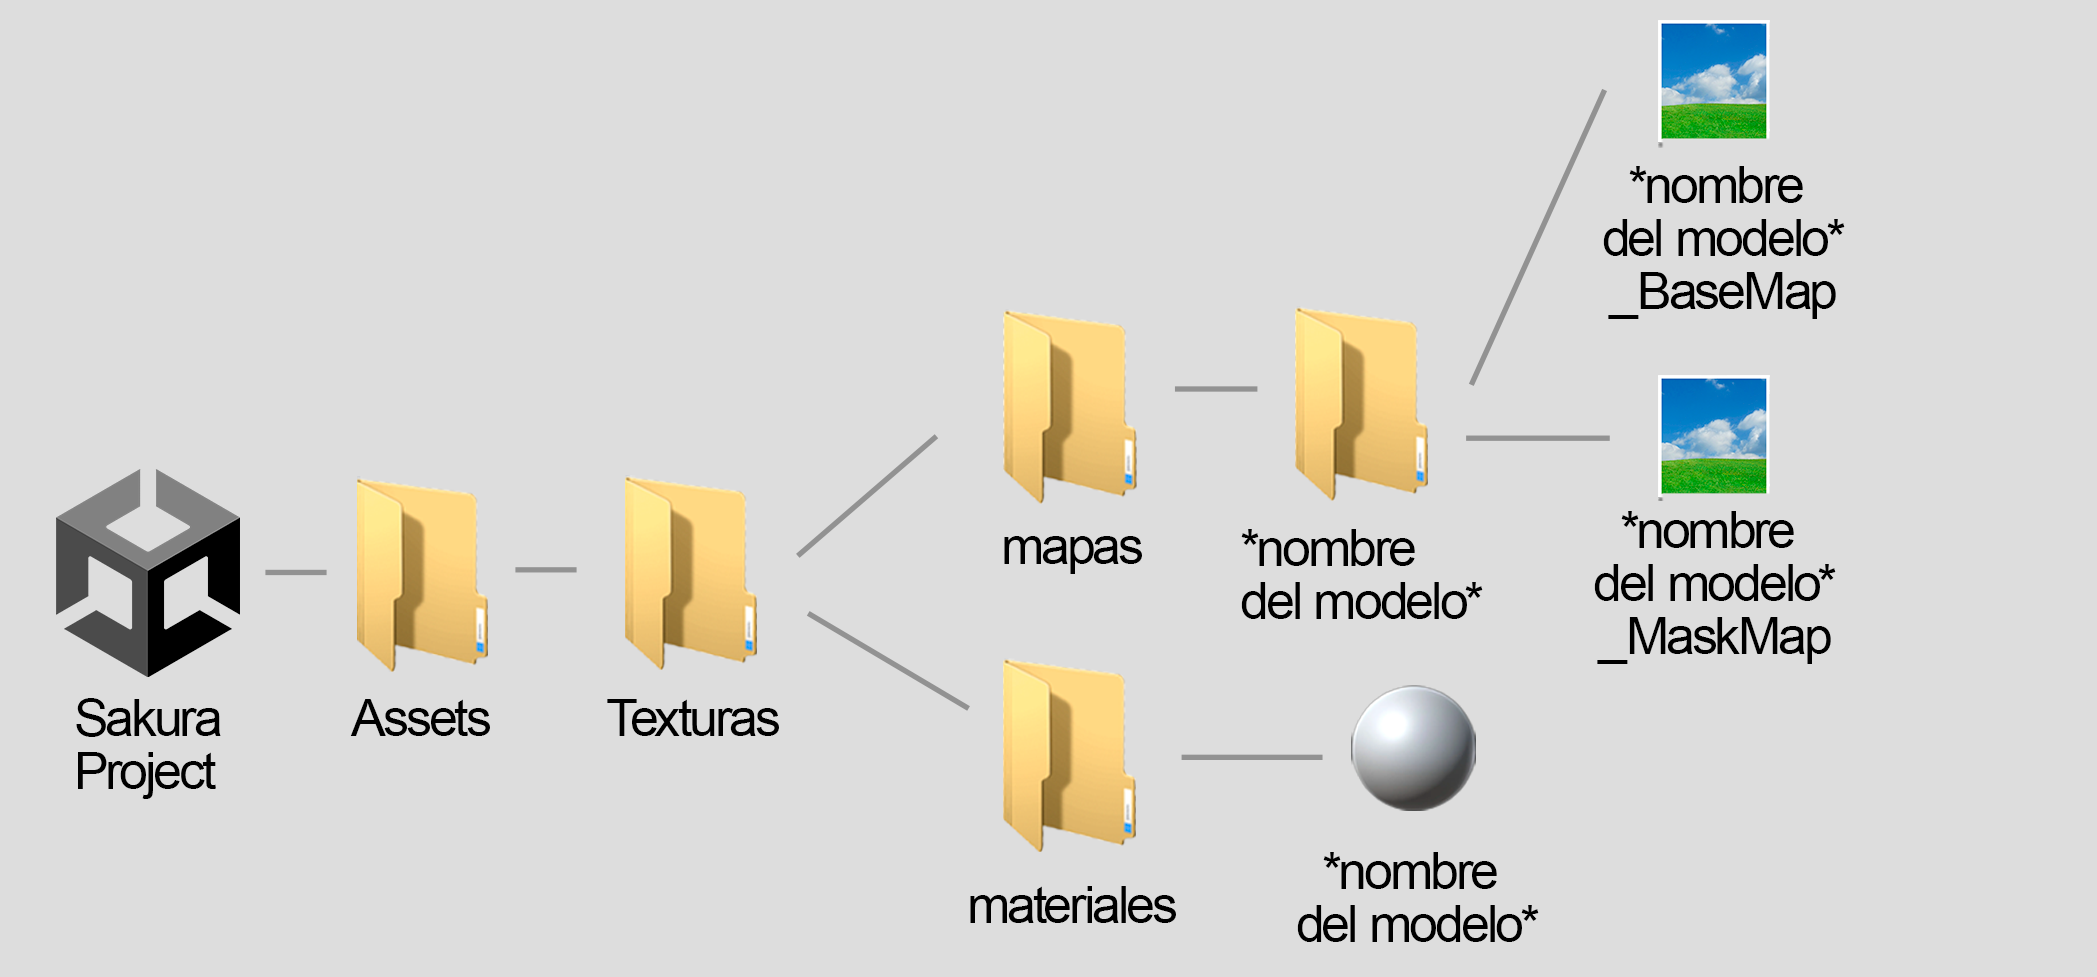 Sakura
Project
Assets
Texturas
mapas
*nombre
del modelo*
*nombre
del modelo*
_BaseMap
*nombre
del modelo*
_MaskMap
materiales
*nombre
del modelo*